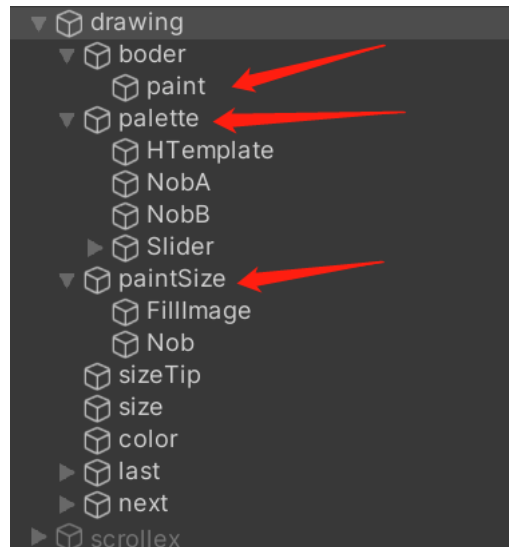 drawing
boder
paint
palette
HTemplate
NobA
NobB
Slider
paintSize
FillImage
Nob
sizeTip
size
color
last
next
scrollex